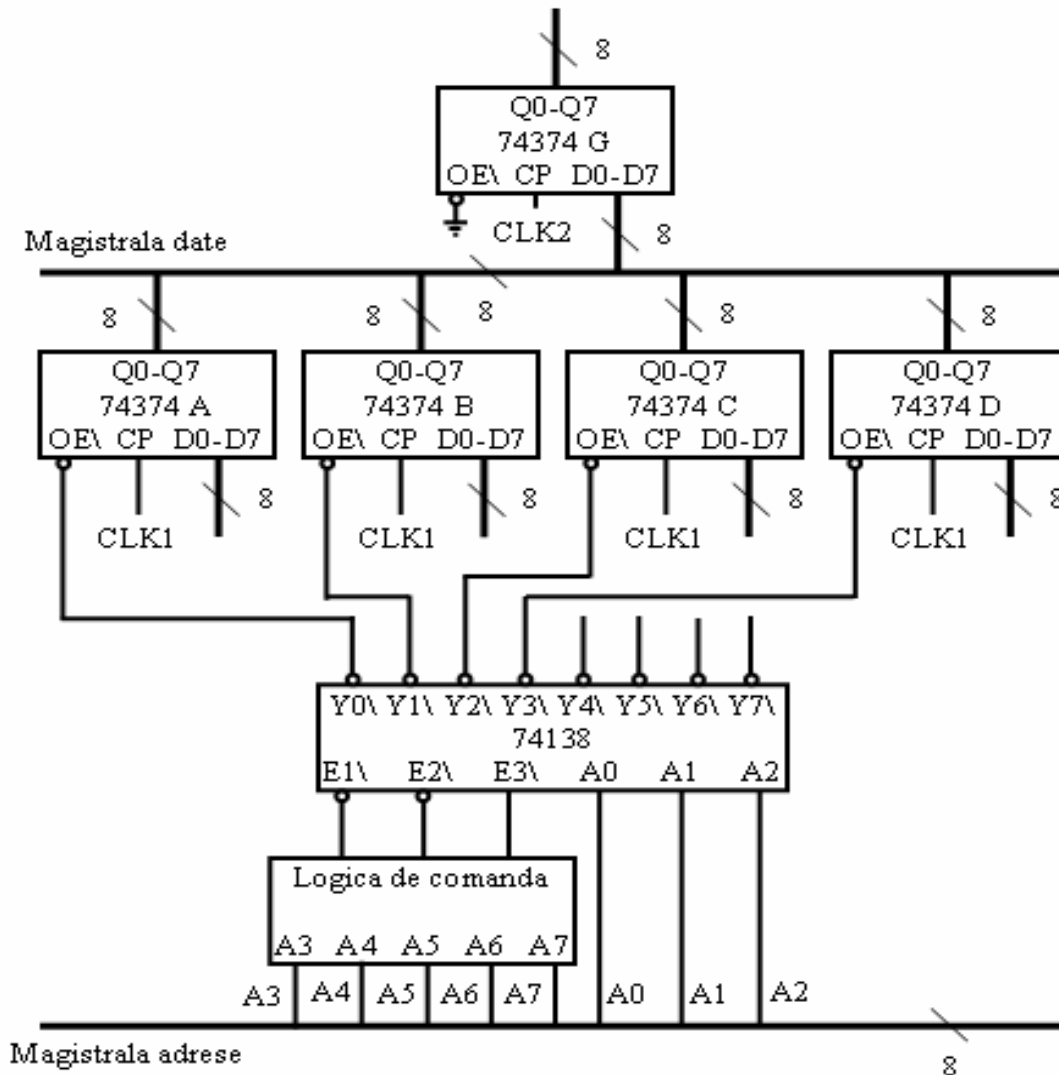 8
Q0-Q7
74374 G
OE\ CP D0-D7
CLK2
8
Magistrala date
8 8 8 8 8
Q0-Q7 Q0-Q7 Q0-Q7 Q0-Q7
74374 A 74374 B 74374 C 74374 D
OE\ CP D0-D7 OE\ CP D0-D7 OE\ CP D0-D7 OE\ CP D0-D7
8 8 8 8
CLK1 CLK1 CLK1 CLK1
Y0\ Y1\ Y2\ Y3\ Y4\ Y5\ Y6\ Y7\
74138
E1\ E2\ E3\ A0 A1 A2
Logica de comanda
A3 A4 A5 A6 A7
A3 A4 A5 A6 A7 A0 A1 A2
Magistrala adrese
8